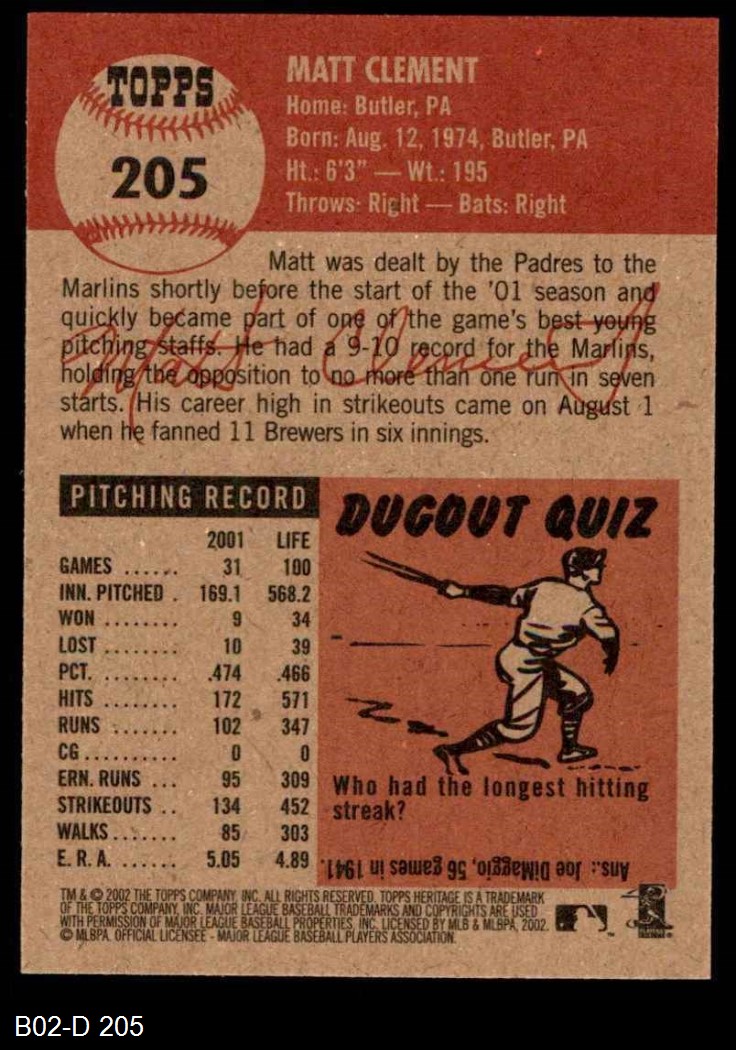 TOPPS
205
MATT CLEMENT
Home: Butler, PA
Born: Aug. 12, 1974, Butler, PA
Ht.: 6'3" — Wt.: 195
Throws: Right — Bats: Right
Matt was dealt by the Padres to the
Marlins shortly before the start of the '01 season and
quickly became part of one of the game's best young
pitching staffs. He had a 9-10 record for the Marlins,
holding the opposition to no more than one run in seven
starts. His career high in strikeouts came on August 1
when he fanned 11 Brewers in six innings.
Matt Clement
PITCHING RECORD
2001 LIFE
GAMES ...... 31 100
INN. PITCHED . 169.1 568.2
WON ........ 9 34
LOST ........ 10 39
PCT. ........ .474 .466
HITS ........ 172 571
RUNS ....... 102 347
CG.......... 0 0
ERN. RUNS ... 95 309
STRIKEOUTS .. 134 452
WALKS....... 85 303
E. R. A. ...... 5.05 4.89
DUGOUT QUIZ
Who had the longest hitting
streak?
Ans.: Joe DiMaggio, 56 games in 1941.
TM & © 2002 THE TOPPS COMPANY, INC. ALL RIGHTS RESERVED. TOPPS HERITAGE IS A TRADEMARK
OF THE TOPPS COMPANY, INC. MAJOR LEAGUE BASEBALL TRADEMARKS AND COPYRIGHTS ARE USED
WITH PERMISSION OF MAJOR LEAGUE BASEBALL PROPERTIES, INC. LICENSED BY MLB & MLBPA, 2002.
© MLBPA. OFFICIAL LICENSEE - MAJOR LEAGUE BASEBALL PLAYERS ASSOCIATION.
B02-D 205